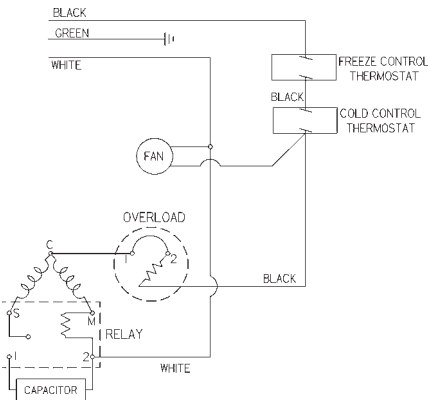 BLACK
GREEN
WHITE
FREEZE CONTROL
THERMOSTAT
BLACK
COLD CONTROL
THERMOSTAT
FAN
OVERLOAD
C
1
2
BLACK
S
M
RELAY
1
2
WHITE
CAPACITOR